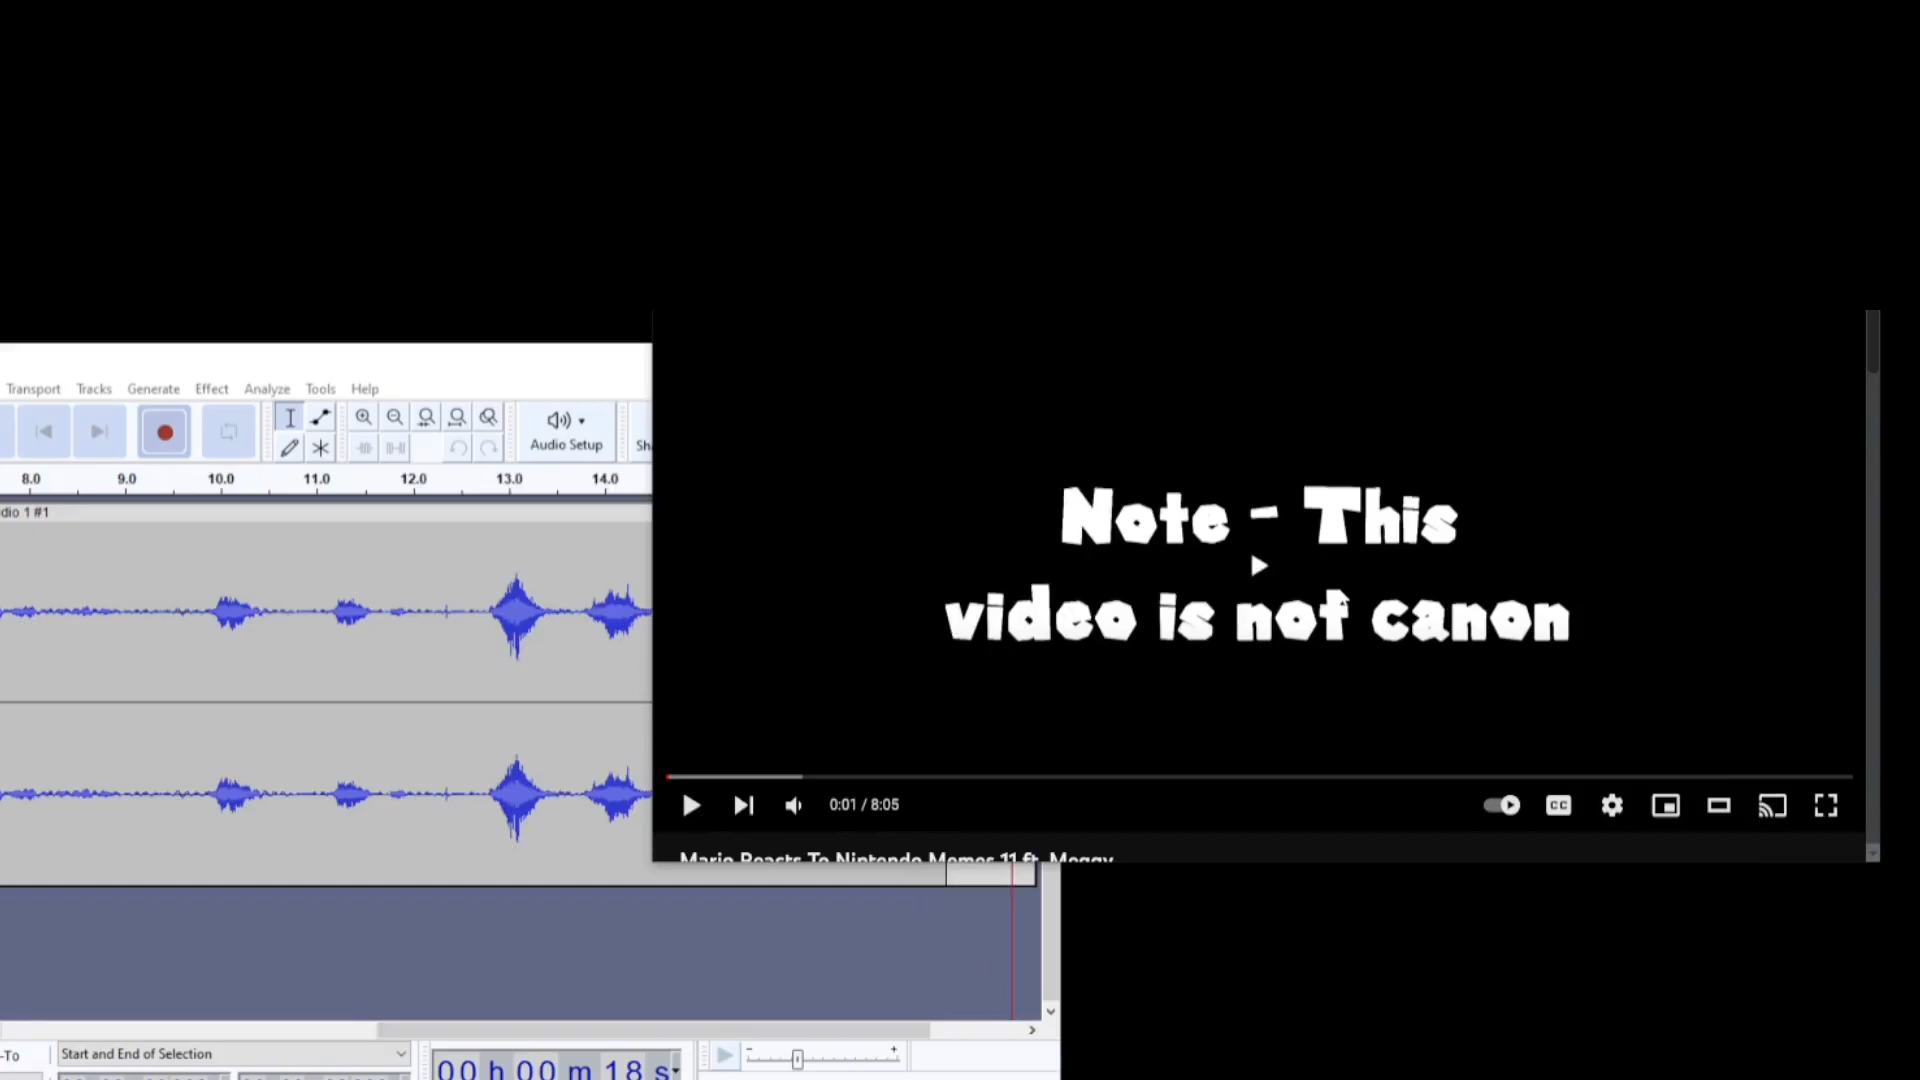 Transport Tracks Generate Effect Analyze Tools Help
Audio Setup
8.0 9.0 10.0 11.0 12.0 13.0 14.0
dio 1 #1
Note - This
video is not canon
0:01 / 8:05
CC
Mario Reacts To Nintendo Memes 11 ft. Meggy
-To
Start and End of Selection
00 h 00 m 18 s